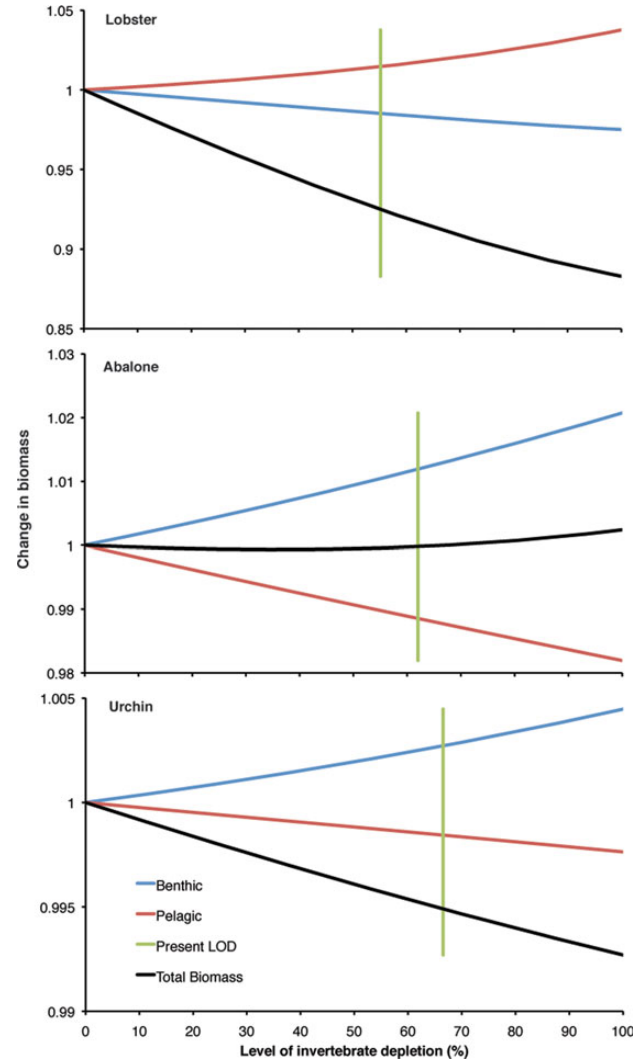 Lobster
1.05
1
0.95
0.9
0.85
Abalone
1.03
1.02
1.01
1
0.99
0.98
Change in biomass
Urchin
1.005
1
0.995
0.99
Benthic
Pelagic
Present LOD
Total Biomass
0 10 20 30 40 50 60 70 80 90 100
Level of invertebrate depletion (%)